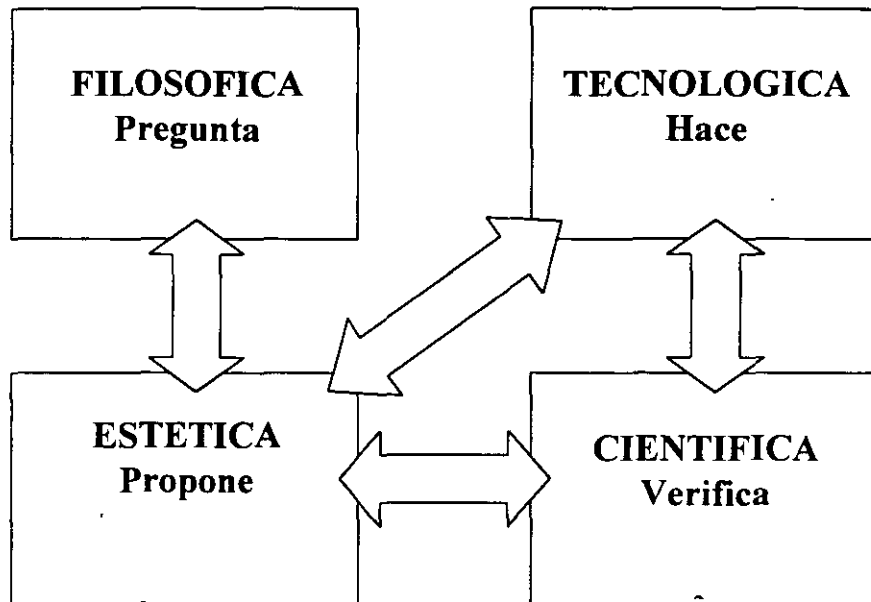 FILOSOFICA
Pregunta
TECNOLOGICA
Hace
ESTETICA
Propone
CIENTIFICA
Verifica